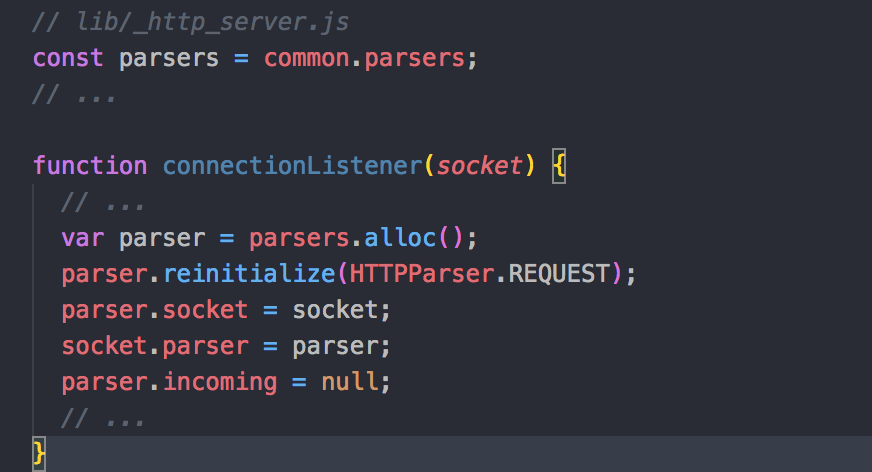 // lib/_http_server.js
const parsers = common.parsers;
// ...
function connectionListener(socket) {
// ...
var parser = parsers.alloc();
parser.reinitialize(HTTPParser.REQUEST);
parser.socket = socket;
socket.parser = parser;
parser.incoming = null;
// ...
}